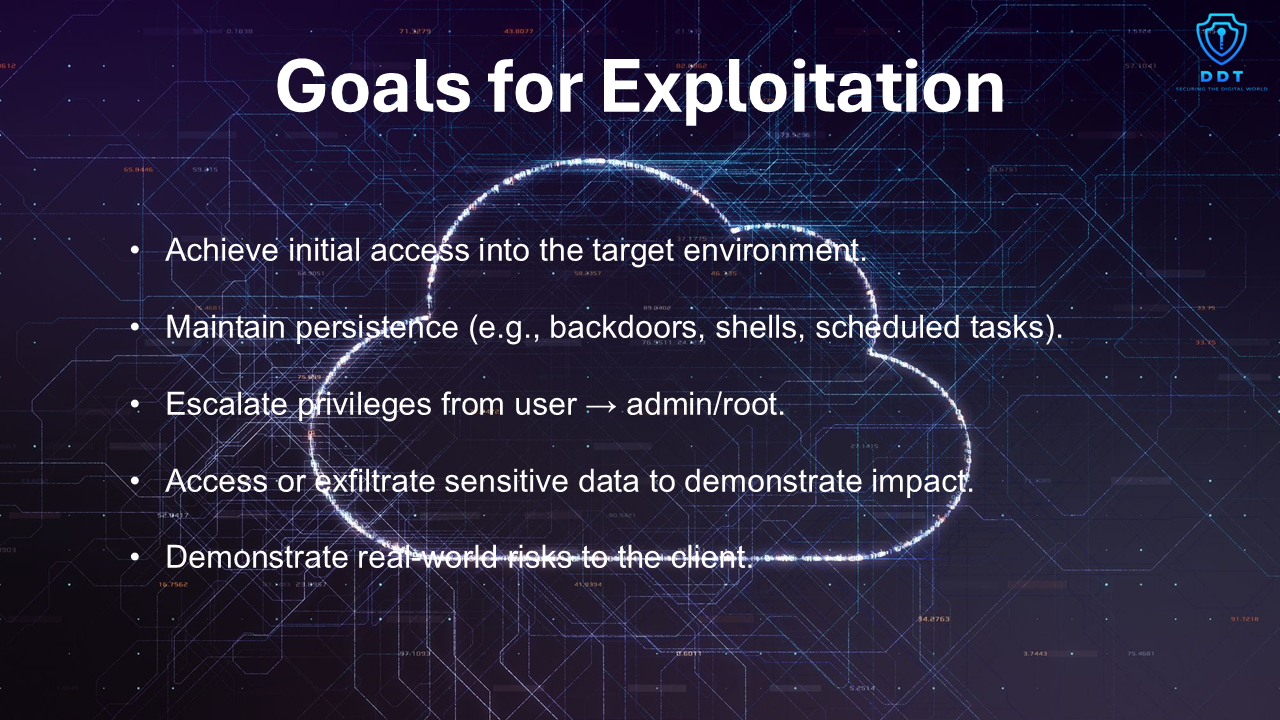 DDT
SECURING THE DIGITAL WORLD
Goals for Exploitation
• Achieve initial access into the target environment.
• Maintain persistence (e.g., backdoors, shells, scheduled tasks).
• Escalate privileges from user → admin/root.
• Access or exfiltrate sensitive data to demonstrate impact.
• Demonstrate real-world risks to the client.